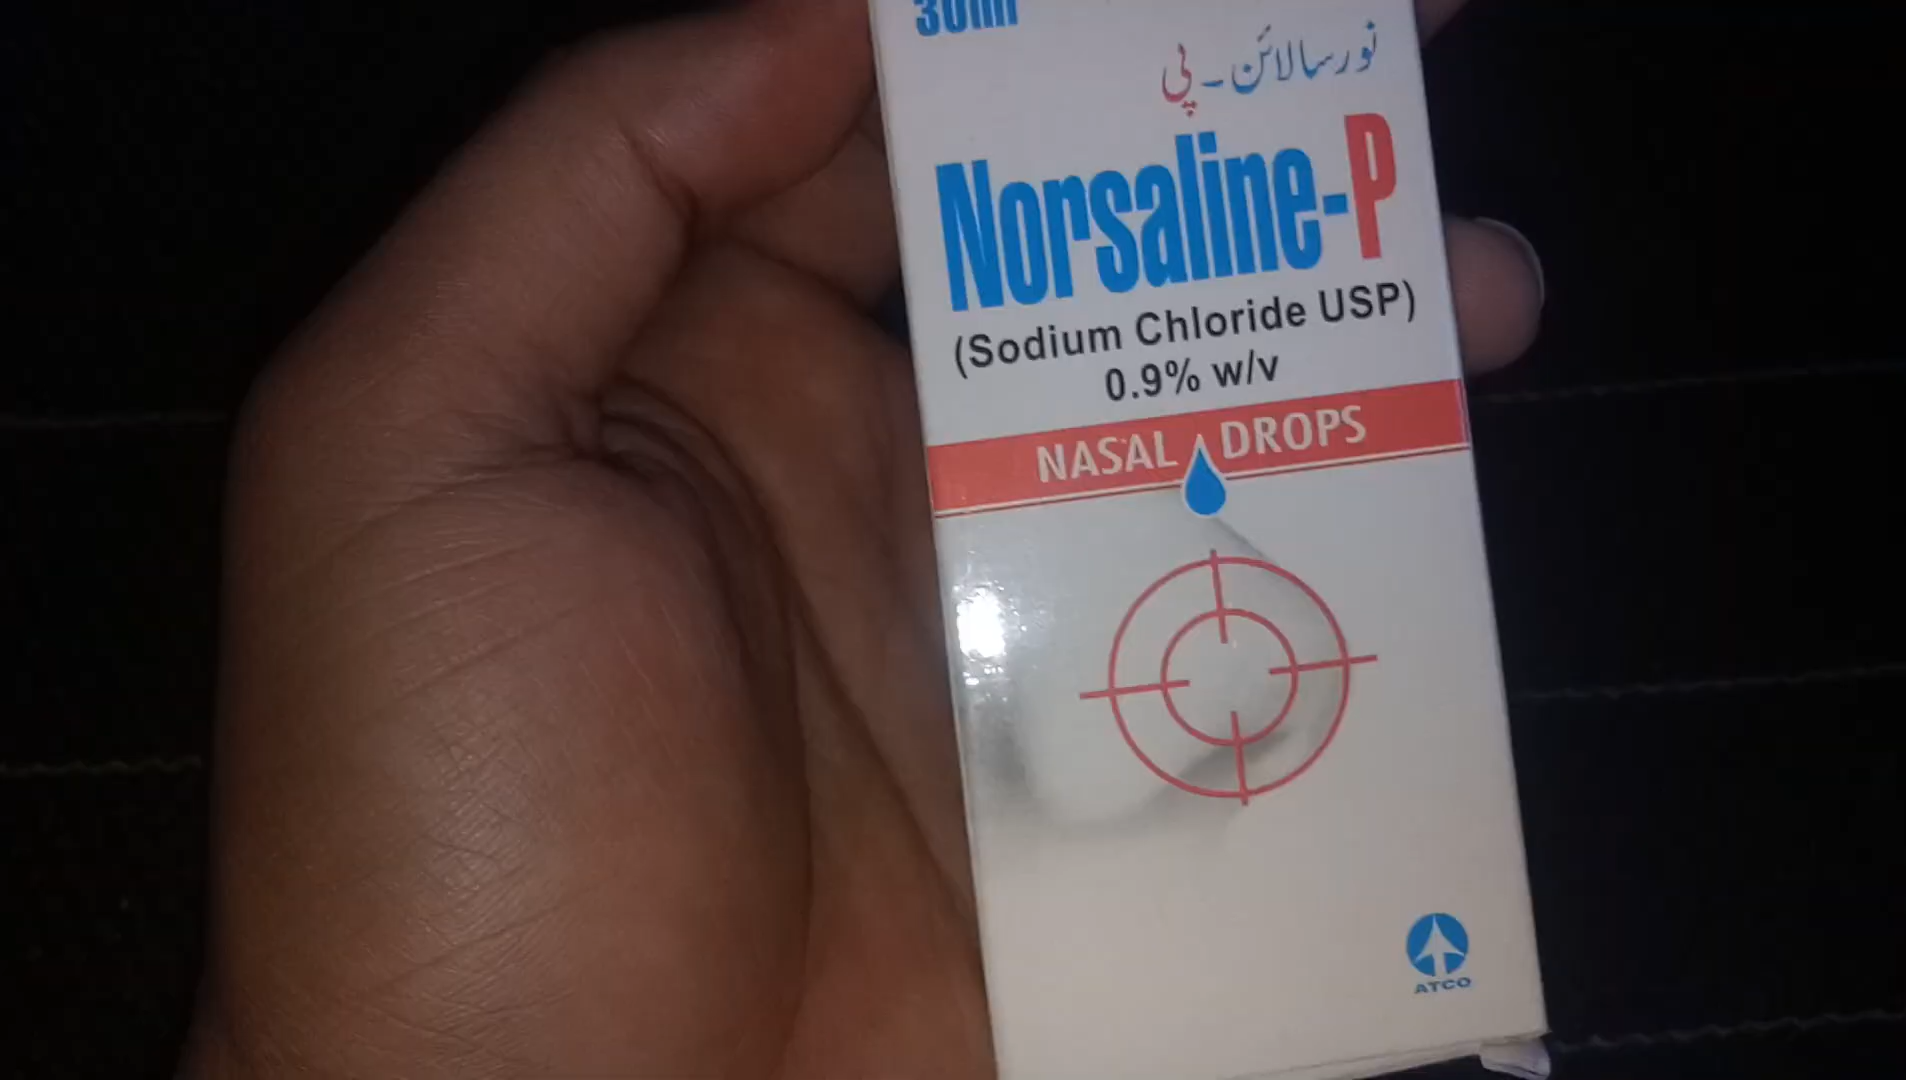 30ml
نورسالائن - پی
Norsaline-P
(Sodium Chloride USP)
0.9% w/v
NASAL DROPS
ATCO